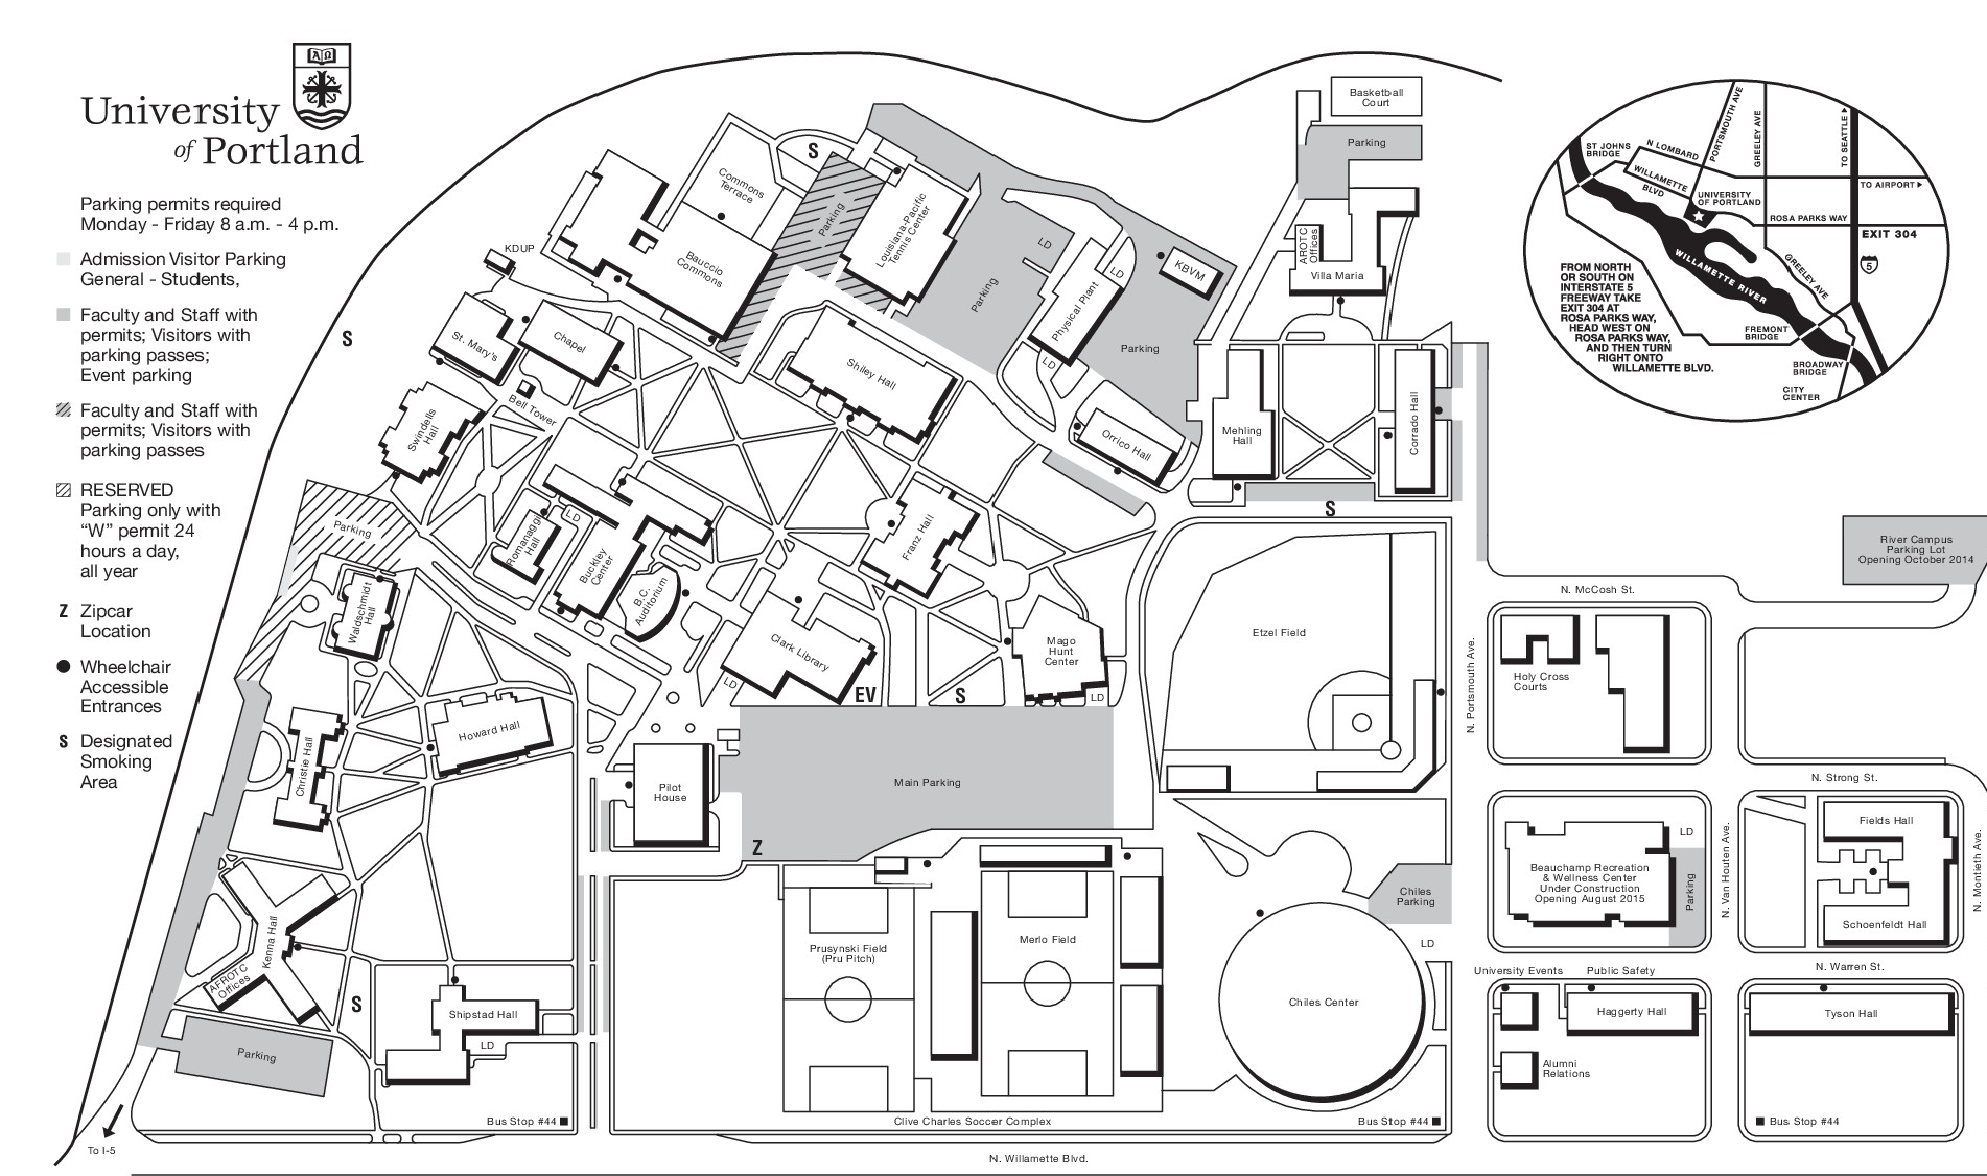 University
of Portland
Parking permits required
Monday - Friday 8 a.m. - 4 p.m.
Admission Visitor Parking
General - Students,
Faculty and Staff with
permits; Visitors with
parking passes;
Event parking
Faculty and Staff with
permits; Visitors with
parking passes
RESERVED
Parking only with
“W” permit 24
hours a day,
all year
Z Zipcar
Location
Wheelchair
Accessible
Entrances
S Designated
Smoking
Area
To I-5
S
KDUP
St. Mary's
Chapel
Bell Tower
Swindells
Hall
Commons
Terrace
Bauccio
Commons
S
Parking
Louisiana-Pacific
Tennis Center
Shiley Hall
Parking
LD
Physical Plant
LD
LD
KBVM
Parking
Orrico Hall
Basketball
Court
Parking
AFROTC
Offices
Villa Maria
Mehling
Hall
Corrado Hall
S
Parking
Waldschmidt
Hall
Romanaggi
Hall
LD
Buckley
Center
B.C.
Auditorium
Franz Hall
Clark Library
LD
EV
S
Mago
Hunt
Center
LD
Etzel Field
Christie Hall
Howard Hall
Pilot
House
Main Parking
Z
Kenna Hall
AFROTC
Offices
S
Shipstad Hall
LD
Parking
Bus Stop #44
Prusynski Field
(Pru Pitch)
Merlo Field
Clive Charles Soccer Complex
Chiles
Parking
LD
Chiles Center
Bus Stop #44
N. Willamette Blvd.
N. Portsmouth Ave.
N. McCosh St.
Holy Cross
Courts
River Campus
Parking Lot
Opening October 2014
N. Strong St.
Beauchamp Recreation
& Wellness Center
Under Construction
Opening August 2015
LD
Parking
N. Van Houten Ave.
Fields Hall
Schoenfeldt Hall
N. Monteith Ave.
N. Warren St.
University Events
Public Safety
Haggerty Hall
Alumni
Relations
Tyson Hall
Bus Stop #44
ST JOHNS
BRIDGE
N LOMBARD
WILLAMETTE
BLVD
PORTSMOUTH AVE
GREELEY AVE
TO SEATTLE
TO AIRPORT
UNIVERSITY
OF PORTLAND
ROSA PARKS WAY
EXIT 304
5
WILLAMETTE RIVER
GREELEY AVE
FREMONT
BRIDGE
BROADWAY
BRIDGE
CITY
CENTER
FROM NORTH
OR SOUTH ON
INTERSTATE 5
FREEWAY TAKE
EXIT 304 AT
ROSA PARKS WAY,
HEAD WEST ON
ROSA PARKS WAY,
AND THEN TURN
RIGHT ONTO
WILLAMETTE BLVD.